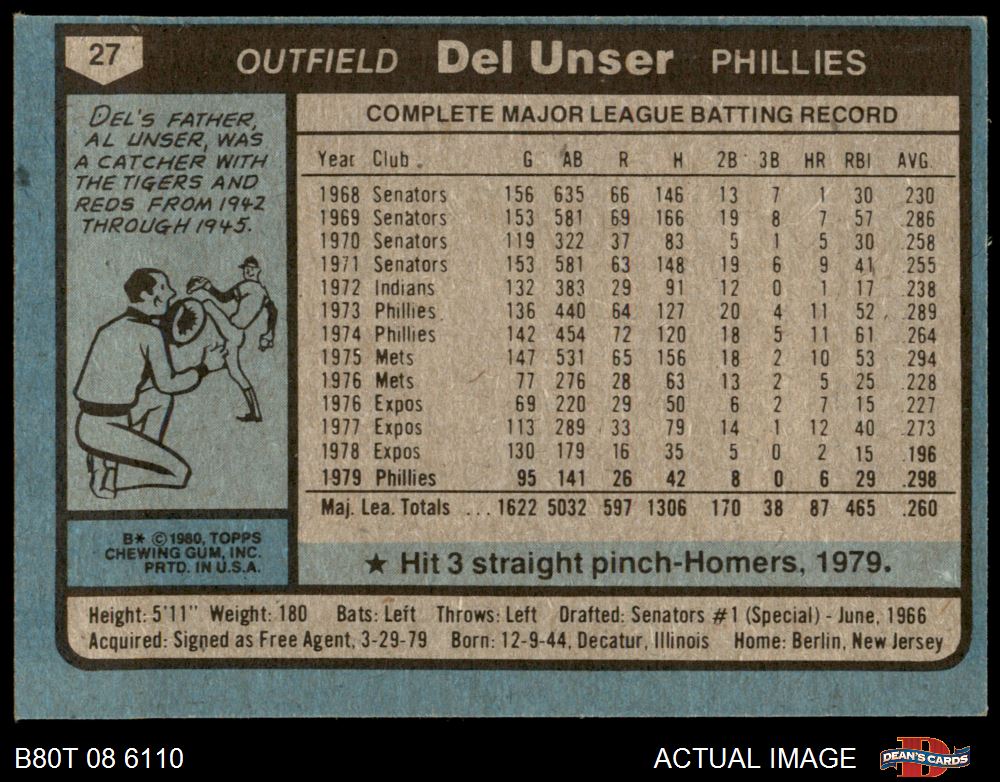 27
OUTFIELD Del Unser PHILLIES
DEL'S FATHER,
AL UNSER, WAS
A CATCHER WITH
THE TIGERS AND
REDS FROM 1942
THROUGH 1945.
COMPLETE MAJOR LEAGUE BATTING RECORD
Year Club G AB R H 2B 3B HR RBI AVG.
1968 Senators 156 635 66 146 13 7 1 30 .230
1969 Senators 153 581 69 166 19 8 7 57 .286
1970 Senators 119 322 37 83 5 1 5 30 .258
1971 Senators 153 581 63 148 19 6 9 41 .255
1972 Indians 132 383 29 91 12 0 1 17 .238
1973 Phillies 136 440 64 127 20 4 11 52 .289
1974 Phillies 142 454 72 120 18 5 11 61 .264
1975 Mets 147 531 65 156 18 2 10 53 .294
1976 Mets 77 276 28 63 13 2 5 25 .228
1976 Expos 69 220 29 50 6 2 7 15 .227
1977 Expos 113 289 33 79 14 1 12 40 .273
1978 Expos 130 179 16 35 5 0 2 15 .196
1979 Phillies 95 141 26 42 8 0 6 29 .298
Maj. Lea. Totals ... 1622 5032 597 1306 170 38 87 465 .260
★ Hit 3 straight pinch-Homers, 1979.
B* ©1980, TOPPS
CHEWING GUM, INC.
PRTD. IN U.S.A.
Height: 5'11" Weight: 180 Bats: Left Throws: Left Drafted: Senators #1 (Special) - June, 1966
Acquired: Signed as Free Agent, 3-29-79 Born: 12-9-44, Decatur, Illinois Home: Berlin, New Jersey
B80T 08 6110
ACTUAL IMAGE
DEAN'S CARDS